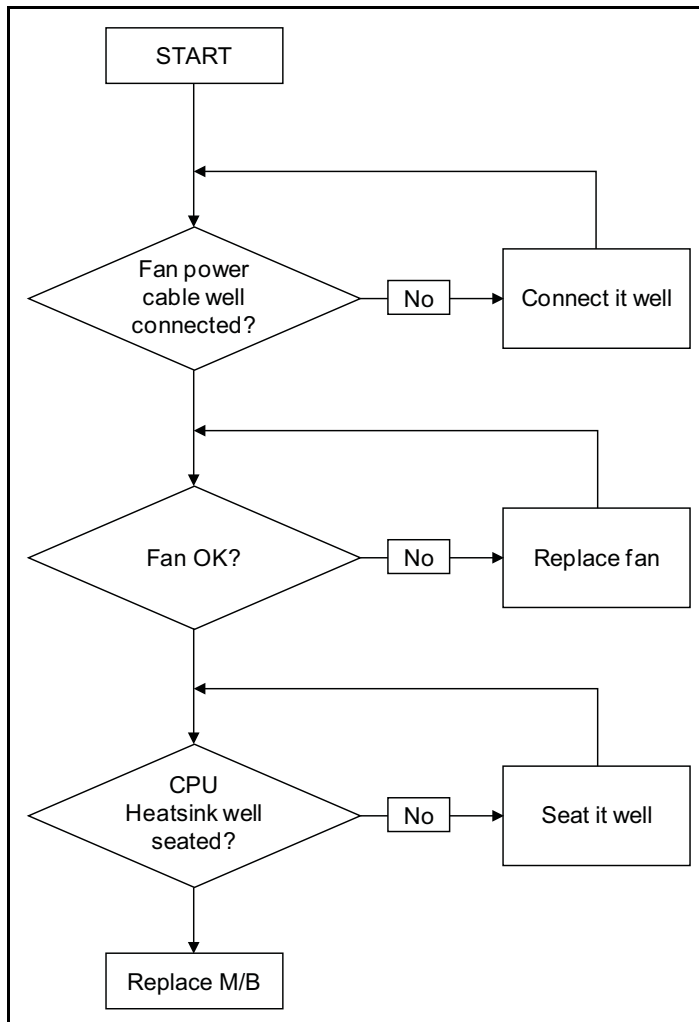 START
Fan power
cable well
connected?
No
Connect it well
Fan OK?
No
Replace fan
CPU
Heatsink well
seated?
No
Seat it well
Replace M/B